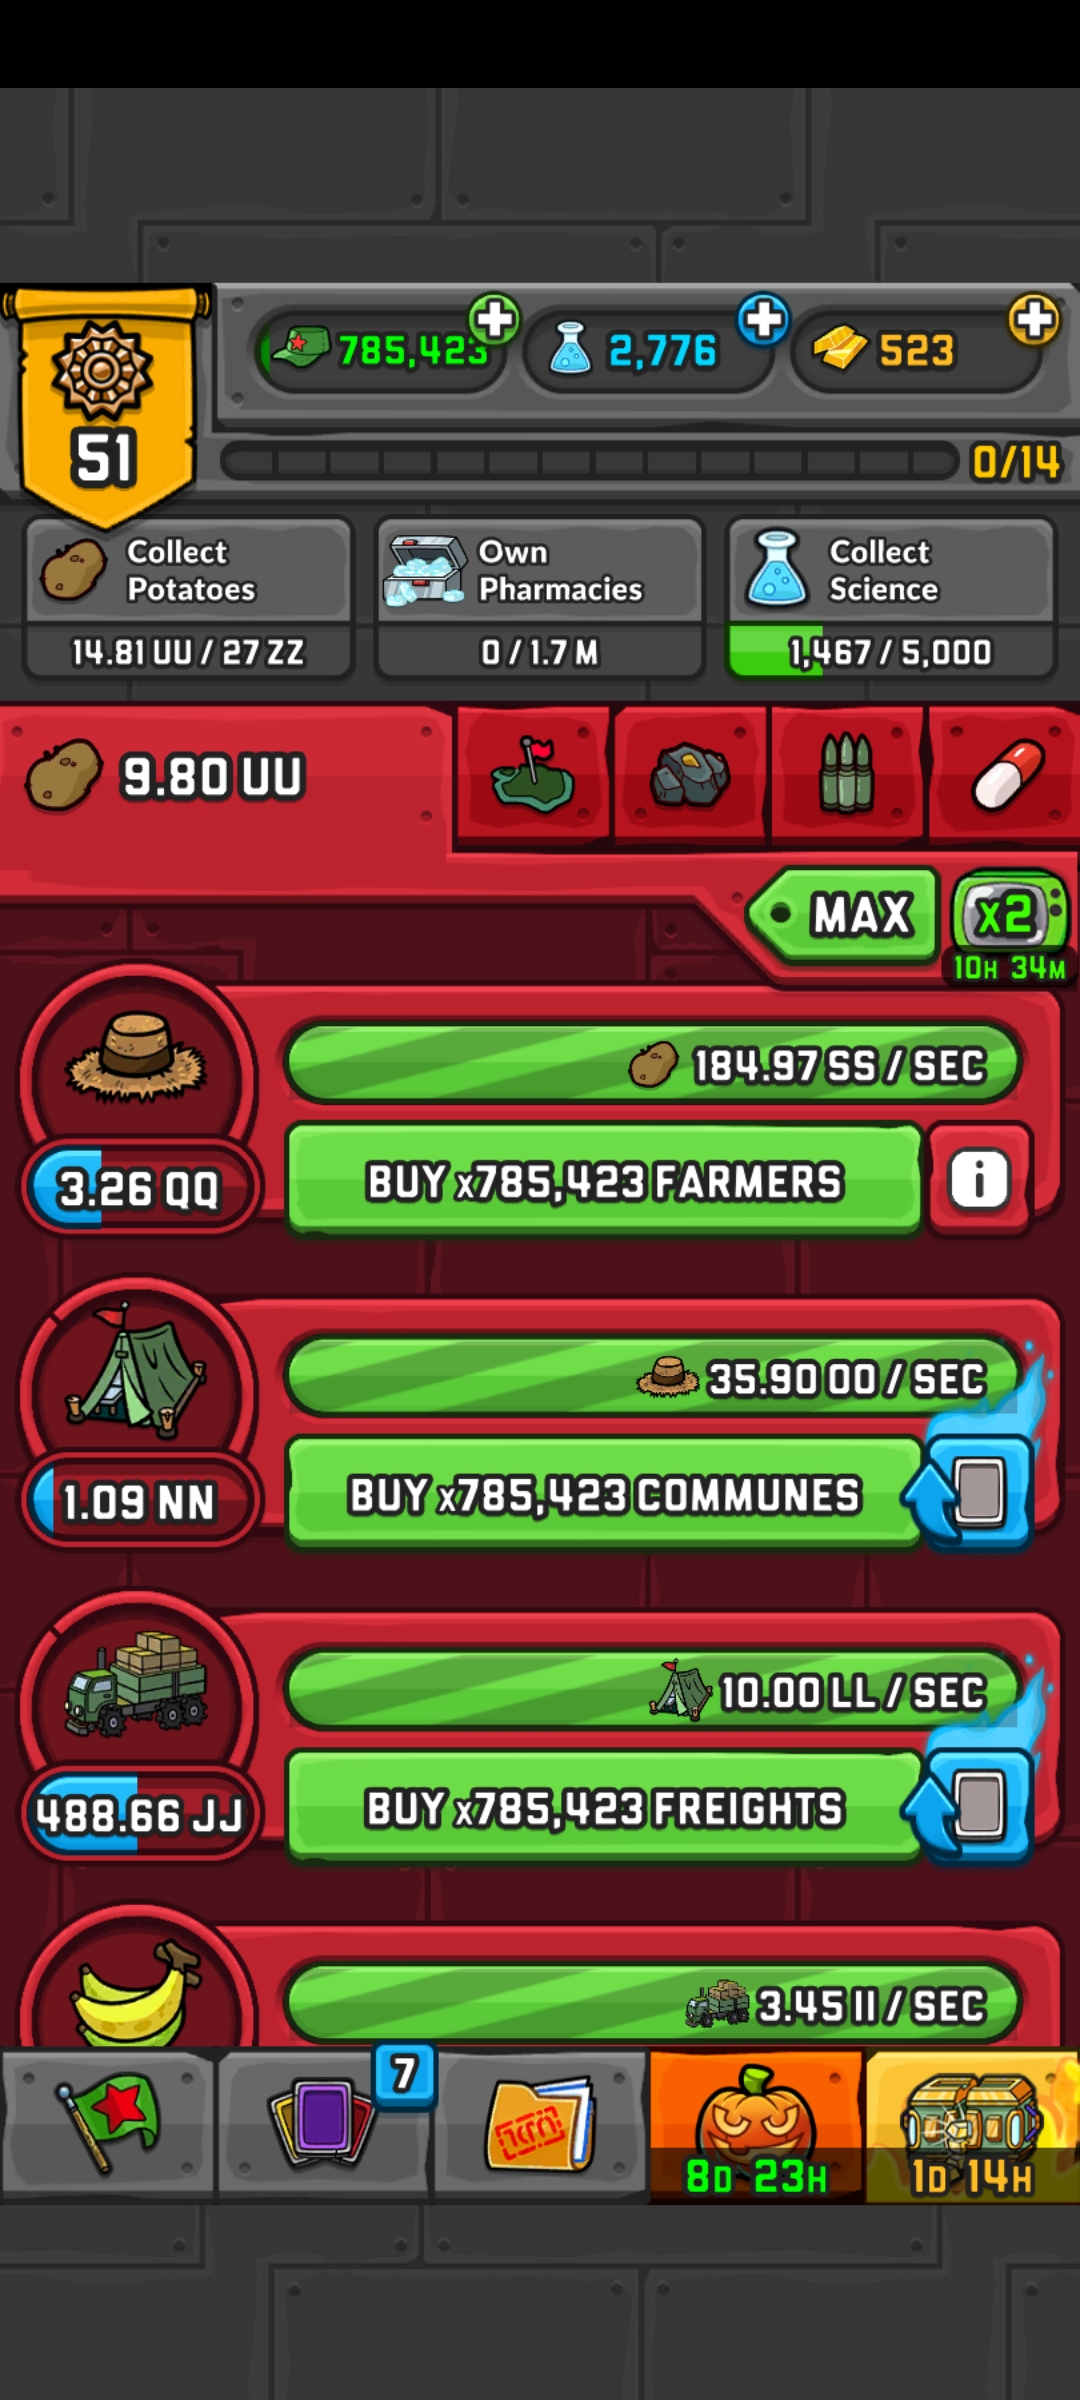 785,423
2,776
523
51
0/14
Collect
Potatoes
14.81 UU / 27 ZZ
Own
Pharmacies
0 / 1.7 M
Collect
Science
1,467 / 5,000
9.80 UU
MAX
x2
10H 34M
184.97 SS / SEC
3.26 QQ
BUY x785,423 FARMERS
i
35.90 OO / SEC
1.09 NN
BUY x785,423 COMMUNES
10.00 LL / SEC
488.66 JJ
BUY x785,423 FREIGHTS
3.45 II / SEC
7
8D 23H
1D 14H